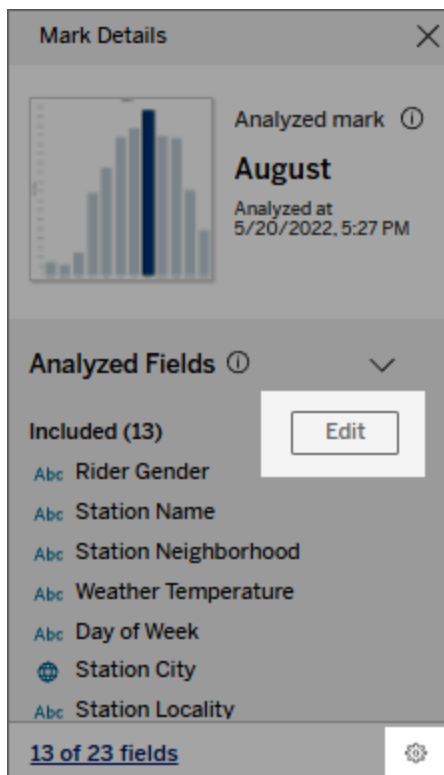 Mark Details
Analyzed mark
August
Analyzed at
5/20/2022, 5:27 PM
Analyzed Fields
Included (13)
Edit
Abc Rider Gender
Abc Station Name
Abc Station Neighborhood
Abc Weather Temperature
Abc Day of Week
Station City
Abc Station Locality
13 of 23 fields